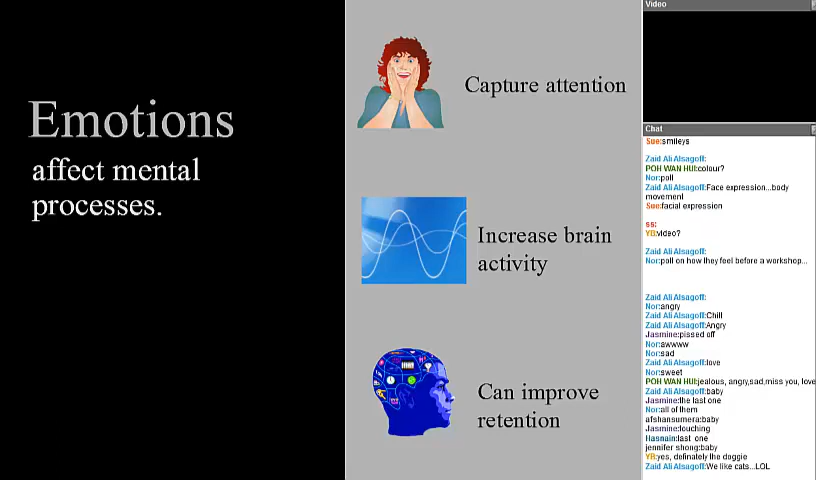 Emotions
affect mental
processes.
Capture attention
Increase brain
activity
Can improve
retention
Video
Chat
Sue:smileys
Zaid Ali Alsagoff:
POH WAN HUI:colour?
Nor:poll
Zaid Ali Alsagoff:Face expression...body
movement
Sue:facial expression
ss:
YB:video?
Zaid Ali Alsagoff:
Nor:poll on how they feel before a workshop...
Zaid Ali Alsagoff:
Nor:angry
Zaid Ali Alsagoff:Chill
Zaid Ali Alsagoff:Angry
Jasmine:pissed off
Nor:awwww
Nor:sad
Zaid Ali Alsagoff:love
Nor:sweet
POH WAN HUI:jealous, angry,sad,miss you, love
Zaid Ali Alsagoff:baby
Jasmine:the last one
Nor:all of them
afshansumera:baby
Jasmine:touching
Hasnain:last one
jennifer shong:baby
YB:yes, definately the doggie
Zaid Ali Alsagoff:We like cats...LOL